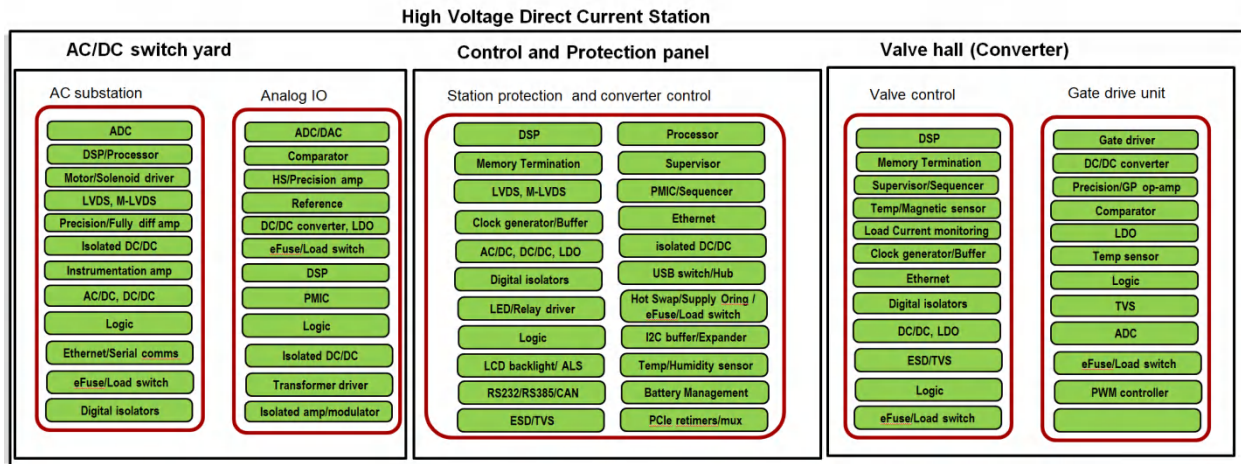 High Voltage Direct Current Station
AC/DC switch yard
AC substation
ADC
DSP/Processor
Motor/Solenoid driver
LVDS, M-LVDS
Precision/Fully diff amp
Isolated DC/DC
Instrumentation amp
AC/DC, DC/DC
Logic
Ethernet/Serial comms
eFuse/Load switch
Digital isolators
Analog IO
ADC/DAC
Comparator
HS/Precision amp
Reference
DC/DC converter, LDO
eFuse/Load switch
DSP
PMIC
Logic
Isolated DC/DC
Transformer driver
Isolated amp/modulator
Control and Protection panel
Station protection and converter control
DSP
Memory Termination
LVDS, M-LVDS
Clock generator/Buffer
AC/DC, DC/DC, LDO
Digital isolators
LED/Relay driver
Logic
LCD backlight/ ALS
RS232/RS385/CAN
ESD/TVS
Processor
Supervisor
PMIC/Sequencer
Ethernet
isolated DC/DC
USB switch/Hub
Hot Swap/Supply Oring /
eFuse/Load switch
I2C buffer/Expander
Temp/Humidity sensor
Battery Management
PCIe retimers/mux
Valve hall (Converter)
Valve control
DSP
Memory Termination
Supervisor/Sequencer
Temp/Magnetic sensor
Load Current monitoring
Clock generator/Buffer
Ethernet
Digital isolators
DC/DC, LDO
ESD/TVS
Logic
eFuse/Load switch
Gate drive unit
Gate driver
DC/DC converter
Precision/GP op-amp
Comparator
LDO
Temp sensor
Logic
TVS
ADC
eFuse/Load switch
PWM controller